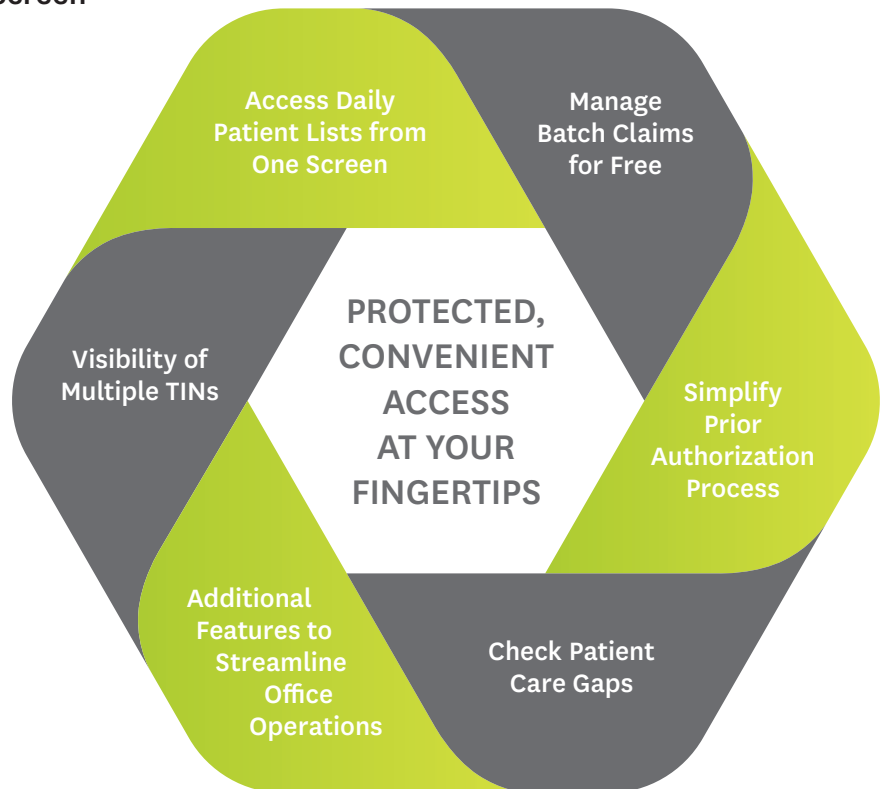 Access Daily
Patient Lists from
One Screen
Manage
Batch Claims
for Free
Simplify
Prior
Authorization
Process
Check Patient
Care Gaps
Additional
Features to
Streamline
Office
Operations
Visibility of
Multiple TINs
PROTECTED,
CONVENIENT
ACCESS
AT YOUR
FINGERTIPS